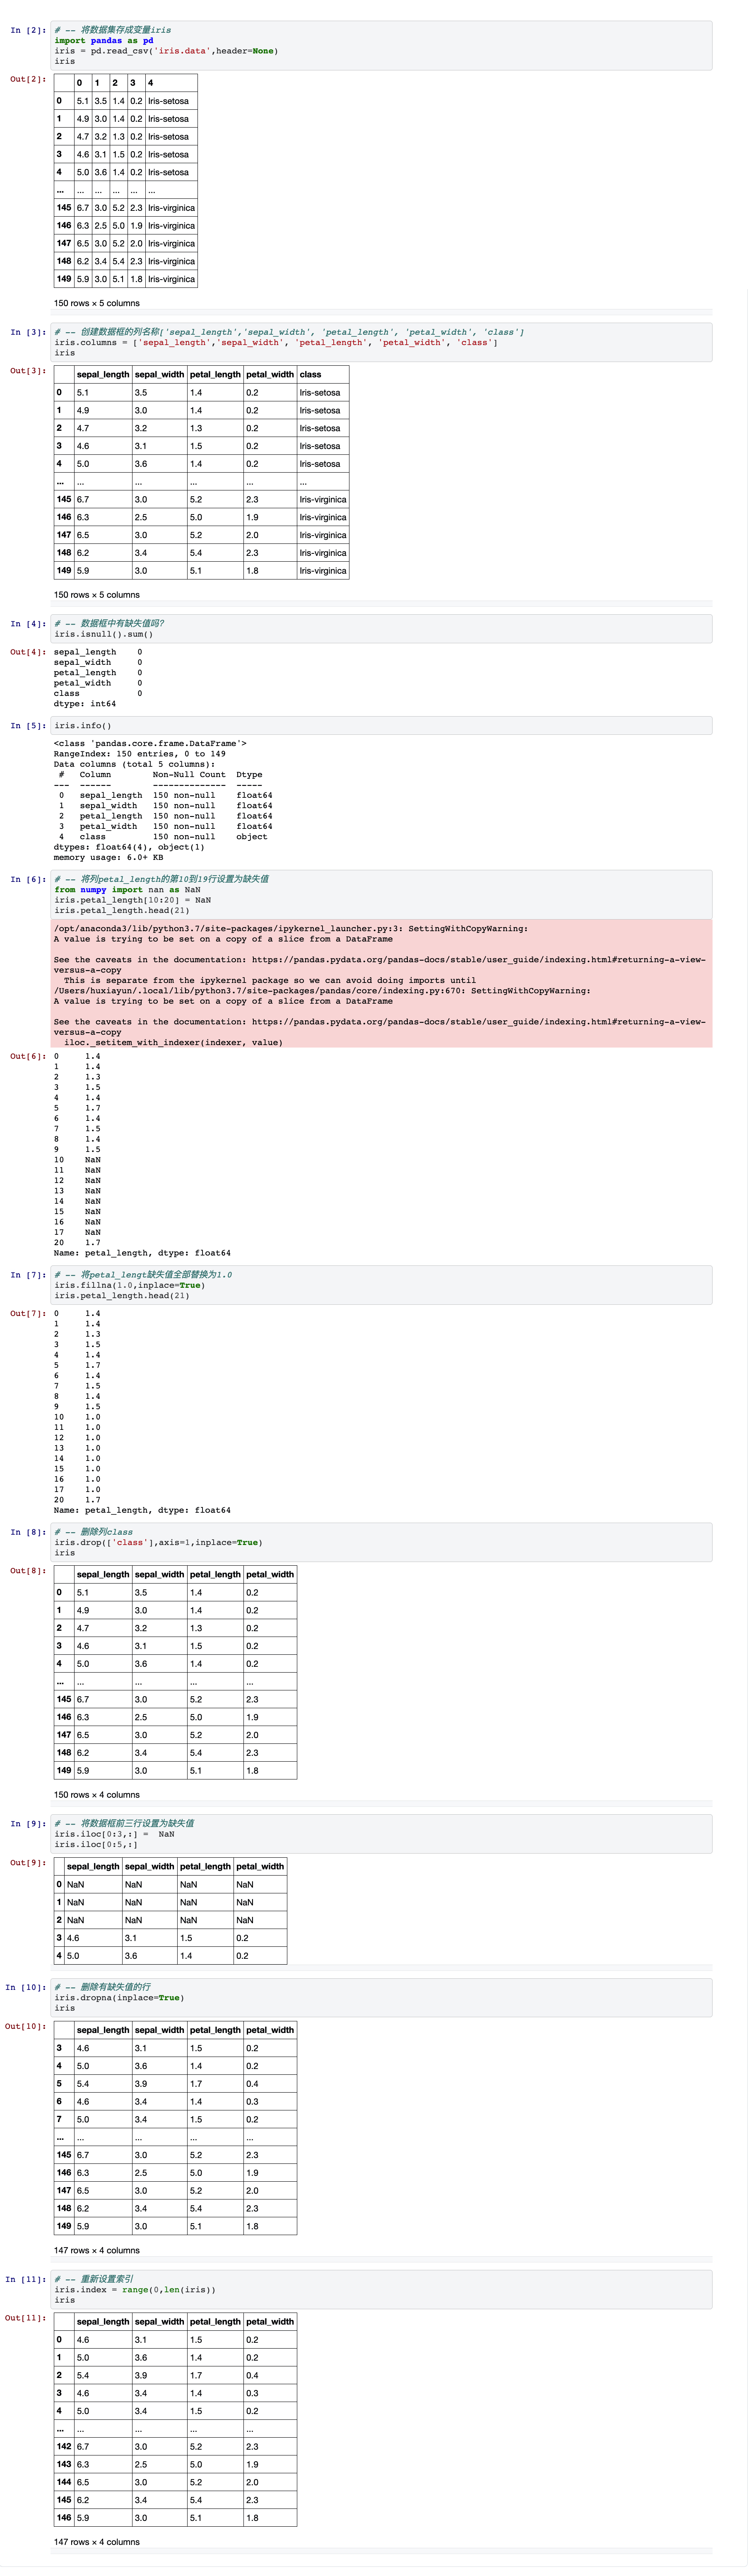 In [2]: # -- 将数据集存成变量iris
import pandas as pd
iris = pd.read_csv('iris.data',header=None)
iris
Out[2]:
0 1 2 3 4
0 5.1 3.5 1.4 0.2 Iris-setosa
1 4.9 3.0 1.4 0.2 Iris-setosa
2 4.7 3.2 1.3 0.2 Iris-setosa
3 4.6 3.1 1.5 0.2 Iris-setosa
4 5.0 3.6 1.4 0.2 Iris-setosa
... ... ... ... ... ...
145 6.7 3.0 5.2 2.3 Iris-virginica
146 6.3 2.5 5.0 1.9 Iris-virginica
147 6.5 3.0 5.2 2.0 Iris-virginica
148 6.2 3.4 5.4 2.3 Iris-virginica
149 5.9 3.0 5.1 1.8 Iris-virginica
150 rows × 5 columns
In [3]: # -- 创建数据框的列名称['sepal_length','sepal_width', 'petal_length', 'petal_width', 'class']
iris.columns = ['sepal_length','sepal_width', 'petal_length', 'petal_width', 'class']
iris
Out[3]:
sepal_length sepal_width petal_length petal_width class
0 5.1 3.5 1.4 0.2 Iris-setosa
1 4.9 3.0 1.4 0.2 Iris-setosa
2 4.7 3.2 1.3 0.2 Iris-setosa
3 4.6 3.1 1.5 0.2 Iris-setosa
4 5.0 3.6 1.4 0.2 Iris-setosa
... ... ... ... ... ...
145 6.7 3.0 5.2 2.3 Iris-virginica
146 6.3 2.5 5.0 1.9 Iris-virginica
147 6.5 3.0 5.2 2.0 Iris-virginica
148 6.2 3.4 5.4 2.3 Iris-virginica
149 5.9 3.0 5.1 1.8 Iris-virginica
150 rows × 5 columns
In [4]: # -- 数据框中有缺失值吗？
iris.isnull().sum()
Out[4]: sepal_length 0
sepal_width 0
petal_length 0
petal_width 0
class 0
dtype: int64
In [5]: iris.info()
<class 'pandas.core.frame.DataFrame'>
RangeIndex: 150 entries, 0 to 149
Data columns (total 5 columns):
# Column Non-Null Count Dtype
--- ------ -------------- -----
0 sepal_length 150 non-null float64
1 sepal_width 150 non-null float64
2 petal_length 150 non-null float64
3 petal_width 150 non-null float64
4 class 150 non-null object
dtypes: float64(4), object(1)
memory usage: 6.0+ KB
In [6]: # -- 将列petal_length的第10到19行设置为缺失值
from numpy import nan as NaN
iris.petal_length[10:20] = NaN
iris.petal_length.head(21)
/opt/anaconda3/lib/python3.7/site-packages/ipykernel_launcher.py:3: SettingWithCopyWarning:
A value is trying to be set on a copy of a slice from a DataFrame
See the caveats in the documentation: https://pandas.pydata.org/pandas-docs/stable/user_guide/indexing.html#returning-a-view-
versus-a-copy
This is separate from the ipykernel package so we can avoid doing imports until
/Users/huxiayun/.local/lib/python3.7/site-packages/pandas/core/indexing.py:670: SettingWithCopyWarning:
A value is trying to be set on a copy of a slice from a DataFrame
See the caveats in the documentation: https://pandas.pydata.org/pandas-docs/stable/user_guide/indexing.html#returning-a-view-
versus-a-copy
iloc._setitem_with_indexer(indexer, value)
Out[6]: 0 1.4
1 1.4
2 1.3
3 1.5
4 1.4
5 1.7
6 1.4
7 1.5
8 1.4
9 1.5
10 NaN
11 NaN
12 NaN
13 NaN
14 NaN
15 NaN
16 NaN
17 NaN
20 1.7
Name: petal_length, dtype: float64
In [7]: # -- 将petal_lengt缺失值全部替换为1.0
iris.fillna(1.0,inplace=True)
iris.petal_length.head(21)
Out[7]: 0 1.4
1 1.4
2 1.3
3 1.5
4 1.4
5 1.7
6 1.4
7 1.5
8 1.4
9 1.5
10 1.0
11 1.0
12 1.0
13 1.0
14 1.0
15 1.0
16 1.0
17 1.0
20 1.7
Name: petal_length, dtype: float64
In [8]: # -- 删除列class
iris.drop(['class'],axis=1,inplace=True)
iris
Out[8]:
sepal_length sepal_width petal_length petal_width
0 5.1 3.5 1.4 0.2
1 4.9 3.0 1.4 0.2
2 4.7 3.2 1.3 0.2
3 4.6 3.1 1.5 0.2
4 5.0 3.6 1.4 0.2
... ... ... ... ...
145 6.7 3.0 5.2 2.3
146 6.3 2.5 5.0 1.9
147 6.5 3.0 5.2 2.0
148 6.2 3.4 5.4 2.3
149 5.9 3.0 5.1 1.8
150 rows × 4 columns
In [9]: # -- 将数据框前三行设置为缺失值
iris.iloc[0:3,:] = NaN
iris.iloc[0:5,:]
Out[9]:
sepal_length sepal_width petal_length petal_width
0 NaN NaN NaN NaN
1 NaN NaN NaN NaN
2 NaN NaN NaN NaN
3 4.6 3.1 1.5 0.2
4 5.0 3.6 1.4 0.2
In [10]: # -- 删除有缺失值的行
iris.dropna(inplace=True)
iris
Out[10]:
sepal_length sepal_width petal_length petal_width
3 4.6 3.1 1.5 0.2
4 5.0 3.6 1.4 0.2
5 5.4 3.9 1.7 0.4
6 4.6 3.4 1.4 0.3
7 5.0 3.4 1.5 0.2
... ... ... ... ...
145 6.7 3.0 5.2 2.3
146 6.3 2.5 5.0 1.9
147 6.5 3.0 5.2 2.0
148 6.2 3.4 5.4 2.3
149 5.9 3.0 5.1 1.8
147 rows × 4 columns
In [11]: # -- 重新设置索引
iris.index = range(0,len(iris))
iris
Out[11]:
sepal_length sepal_width petal_length petal_width
0 4.6 3.1 1.5 0.2
1 5.0 3.6 1.4 0.2
2 5.4 3.9 1.7 0.4
3 4.6 3.4 1.4 0.3
4 5.0 3.4 1.5 0.2
... ... ... ... ...
142 6.7 3.0 5.2 2.3
143 6.3 2.5 5.0 1.9
144 6.5 3.0 5.2 2.0
145 6.2 3.4 5.4 2.3
146 5.9 3.0 5.1 1.8
147 rows × 4 columns